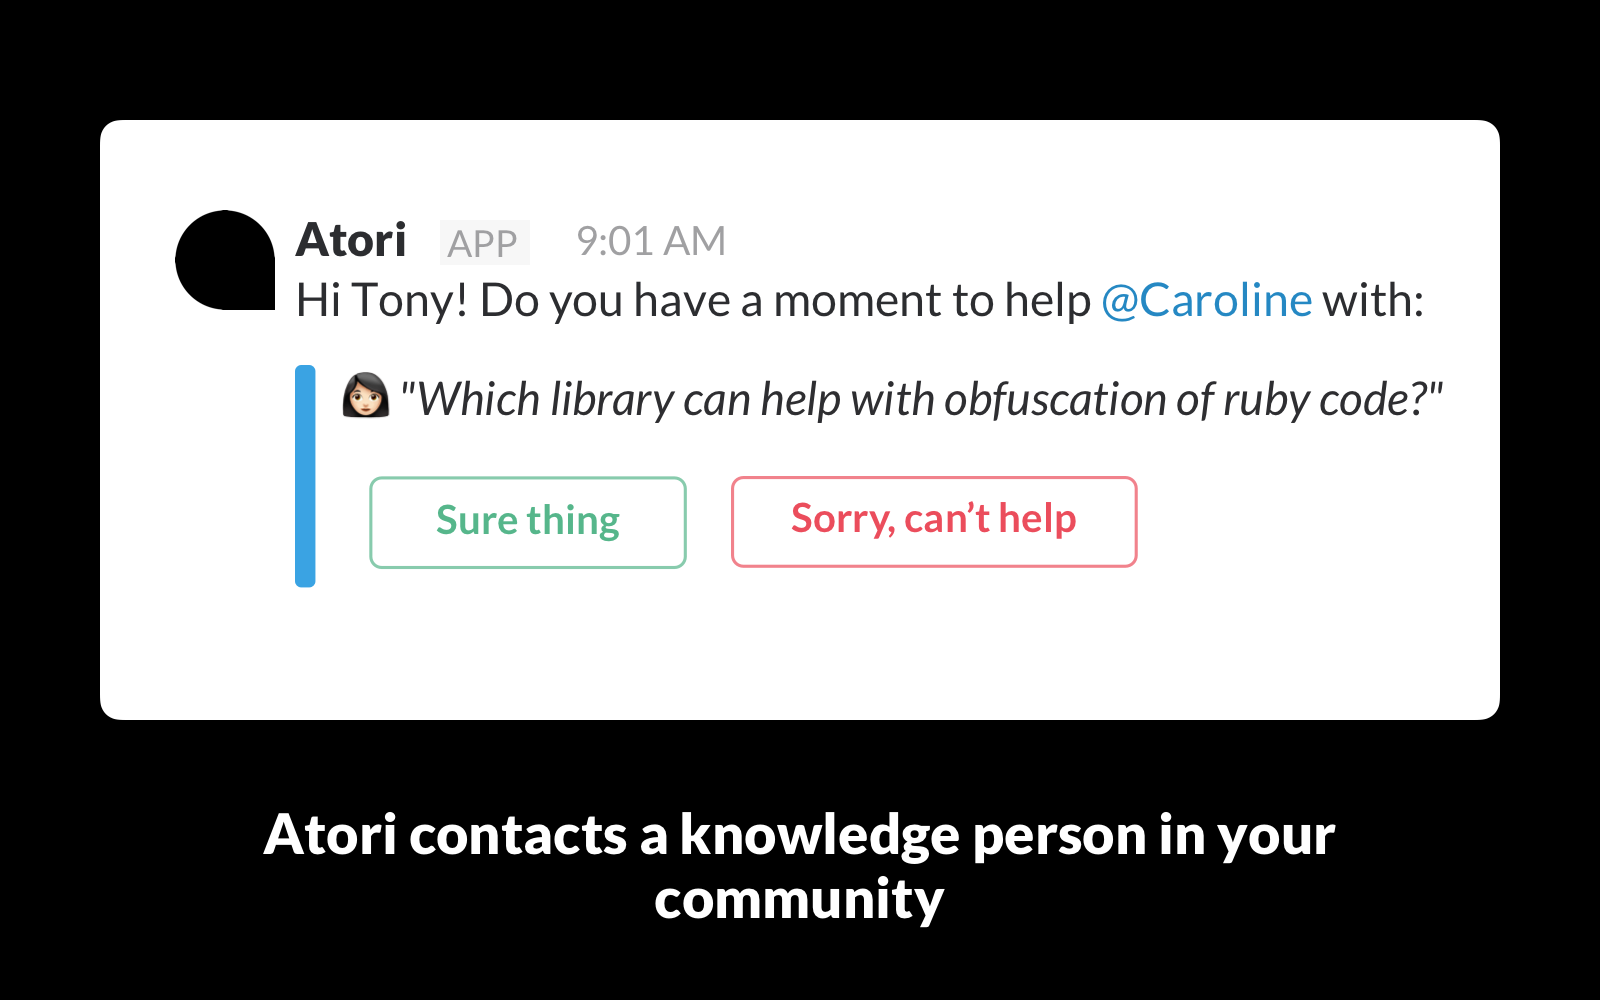 Atori APP 9:01 AM
Hi Tony! Do you have a moment to help @Caroline with:
"Which library can help with obfuscation of ruby code?"
Sure thing
Sorry, can’t help
Atori contacts a knowledge person in your
community